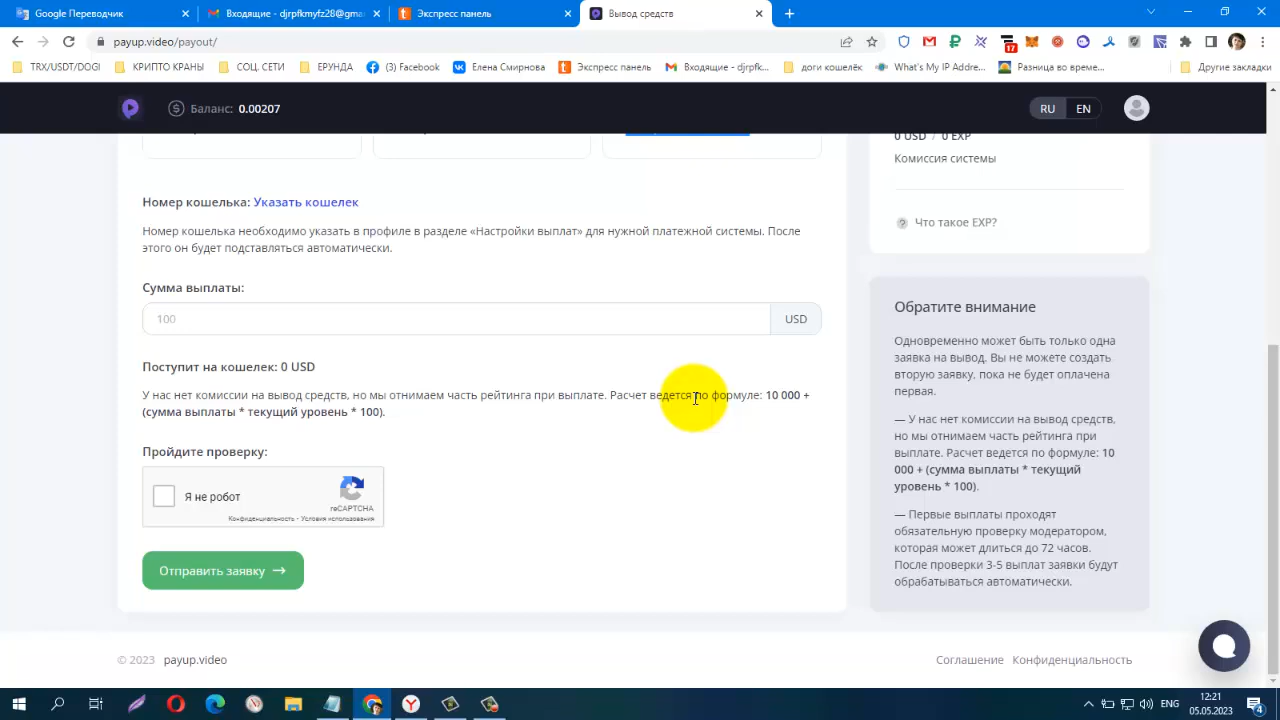 Google Переводчик
Входящие - djrpfkmyfz28@gmai
Экспресс панель
Вывод средств
payup.video/payout/
17
TRX/USDT/DOGI
КРИПТО КРАНЫ
СОЦ. СЕТИ
ЕРУНДА
(3) Facebook
Елена Смирнова
Экспресс панель
Входящие - djrpfk...
доги кошелёк
What's My IP Addre...
Разница во време...
Другие закладки
Баланс: 0.00207
RU EN
0 USD / 0 EXP
Комиссия системы
Что такое EXP?
Номер кошелька: Указать кошелек
Номер кошелька необходимо указать в профиле в разделе «Настройки выплат» для нужной платежной системы. После
этого он будет подставляться автоматически.
Сумма выплаты:
100 USD
Поступит на кошелек: 0 USD
У нас нет комиссии на вывод средств, но мы отнимаем часть рейтинга при выплате. Расчет ведется по формуле: 10 000 +
(сумма выплаты * текущий уровень * 100).
Пройдите проверку:
Я не робот
reCAPTCHA
Конфиденциальность - Условия использования
Отправить заявку →
Обратите внимание
Одновременно может быть только одна
заявка на вывод. Вы не можете создать
вторую заявку, пока не будет оплачена
первая.
— У нас нет комиссии на вывод средств,
но мы отнимаем часть рейтинга при
выплате. Расчет ведется по формуле: 10
000 + (сумма выплаты * текущий
уровень * 100).
— Первые выплаты проходят
обязательную проверку модератором,
которая может длиться до 72 часов.
После проверки 3-5 выплат заявки будут
обрабатываться автоматически.
© 2023 payup.video
Соглашение Конфиденциальность
ENG
12:21
05.05.2023
4